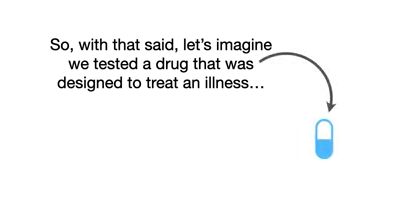 So, with that said, let's imagine
we tested a drug that was
designed to treat an illness…